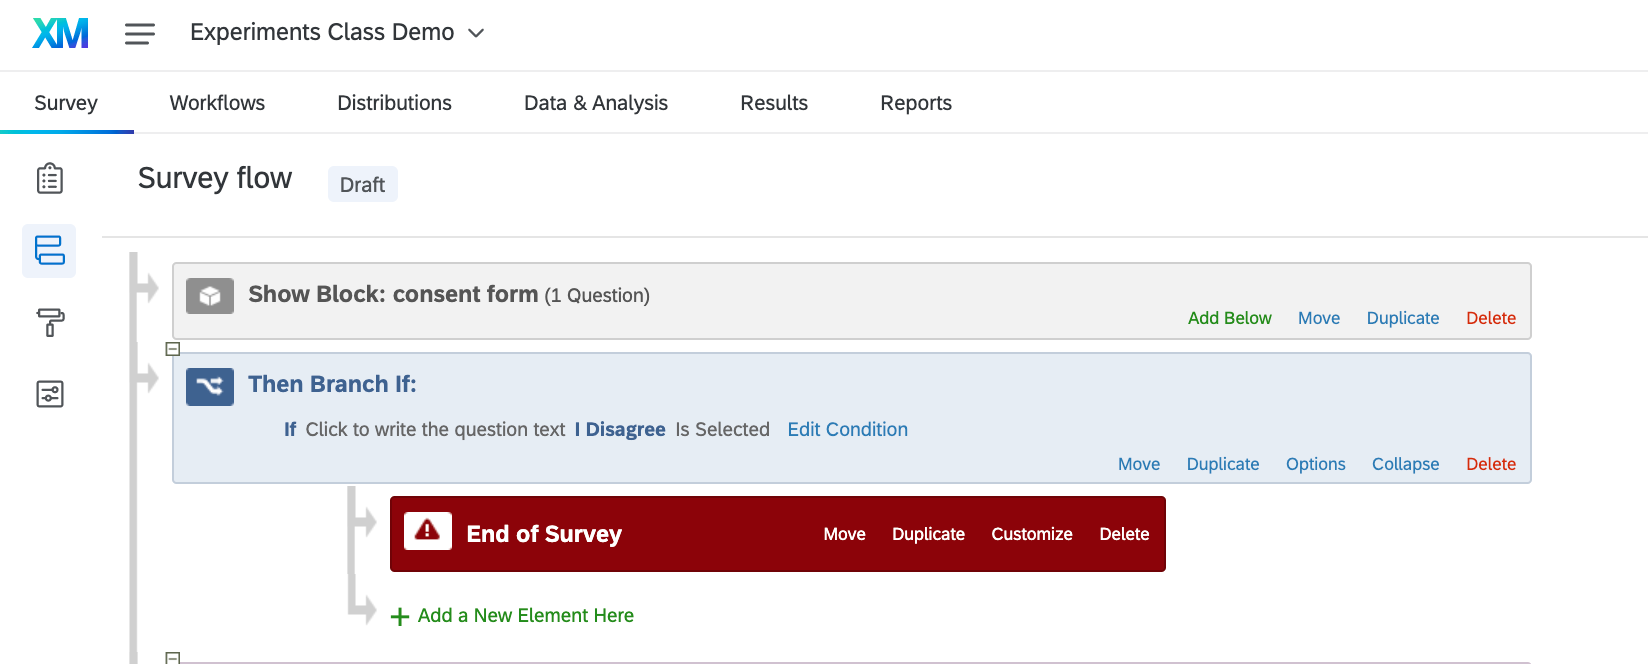 XM Experiments Class Demo
Survey Workflows Distributions Data & Analysis Results Reports
Survey flow Draft
Show Block: consent form (1 Question)
Add Below Move Duplicate Delete
Then Branch If:
If Click to write the question text I Disagree Is Selected Edit Condition
Move Duplicate Options Collapse Delete
End of Survey Move Duplicate Customize Delete
+ Add a New Element Here